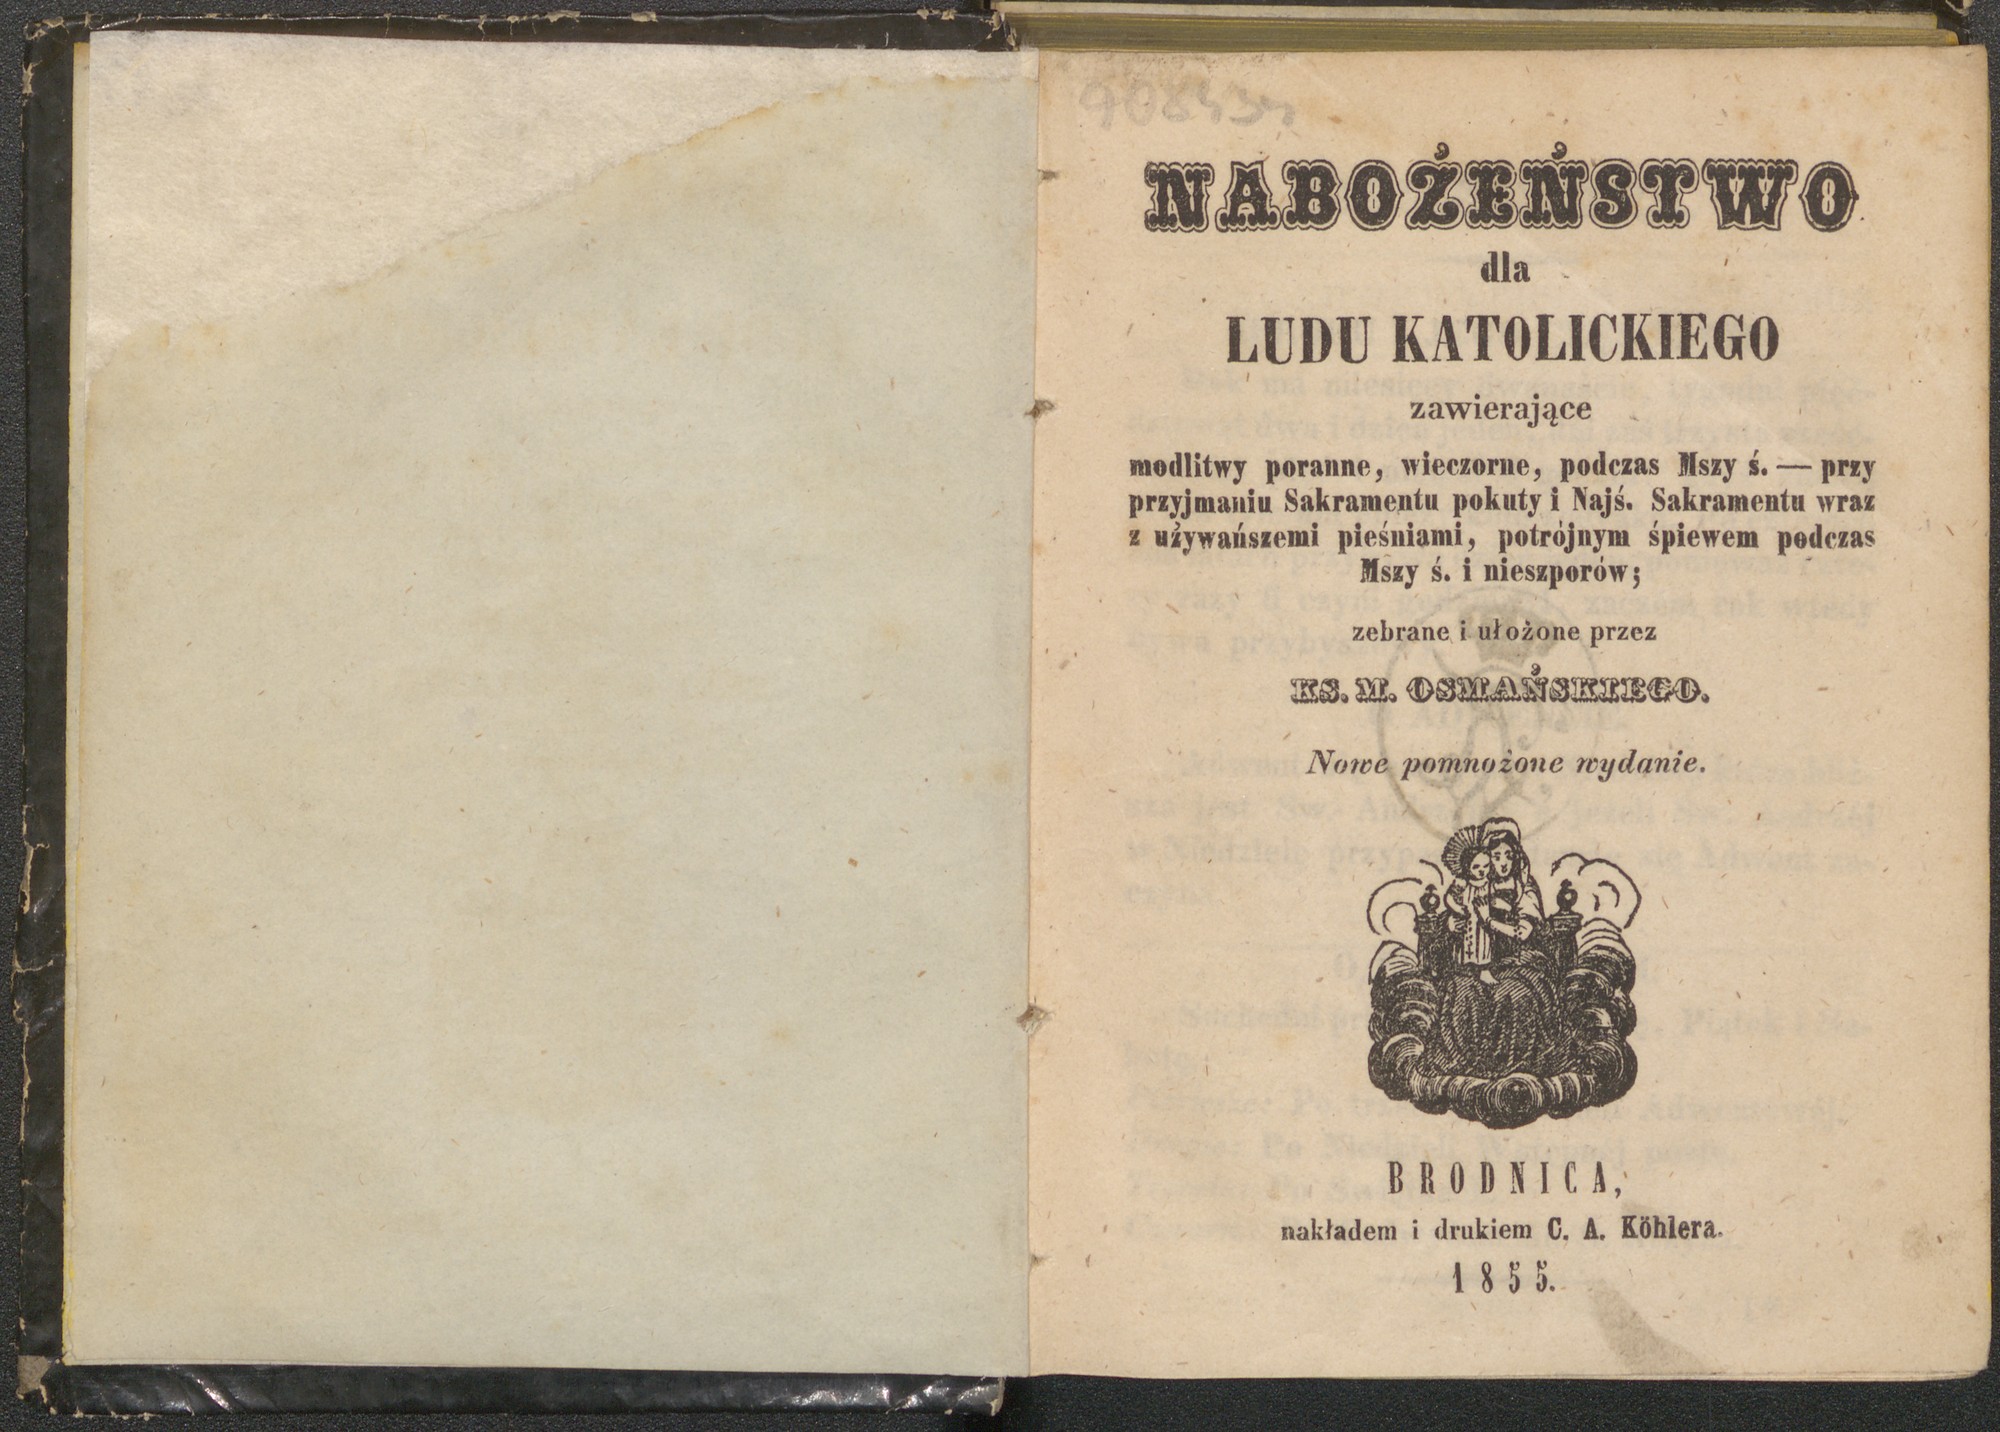 NABOŻEŃSTWO
dla
LUDU KATOLICKIEGO
zawierające
modlitwy poranne, wieczorne, podczas Mszy ś. — przy
przyjmaniu Sakramentu pokuty i Najś. Sakramentu wraz
z używańszemi pieśniami, potrójnym śpiewem podczas
Mszy ś. i nieszporów;
zebrane i ułożone przez
KS. M. OSMAŃSKIEGO.
Nowe pomnożone wydanie.
BRODNICA,
nakładem i drukiem C. A. Köhlera.
1855.